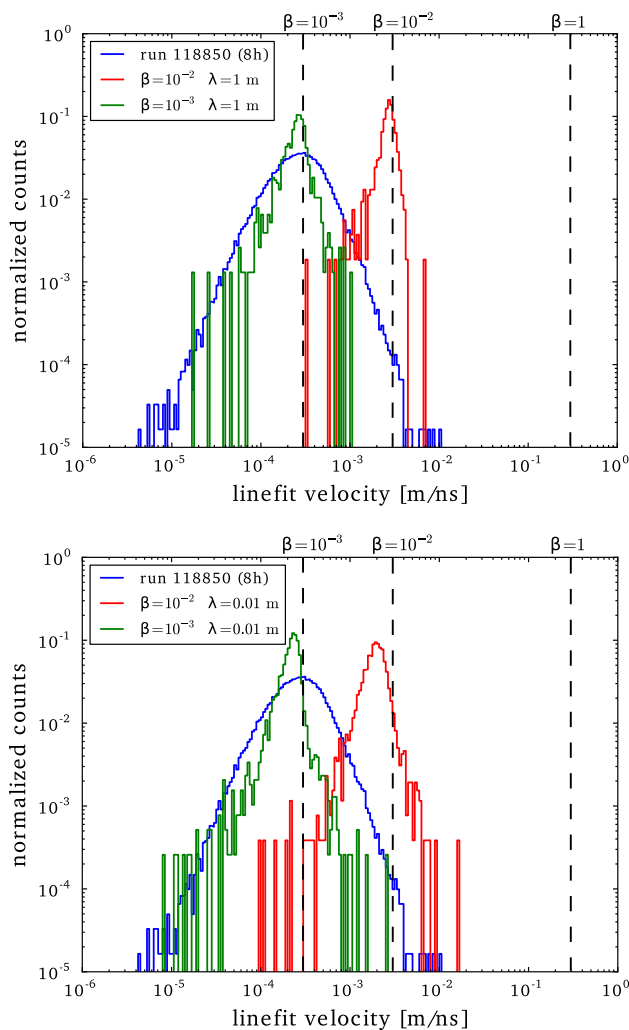 β=10⁻³ β=10⁻² β=1
10⁰
run 118850 (8h)
β=10⁻² λ=1 m
β=10⁻³ λ=1 m
10⁻¹
10⁻²
10⁻³
10⁻⁴
10⁻⁵
normalized counts
10⁻⁶ 10⁻⁵ 10⁻⁴ 10⁻³ 10⁻² 10⁻¹ 10⁰
linefit velocity [m/ns]
β=10⁻³ β=10⁻² β=1
10⁰
run 118850 (8h)
β=10⁻² λ=0.01 m
β=10⁻³ λ=0.01 m
10⁻¹
10⁻²
10⁻³
10⁻⁴
10⁻⁵
normalized counts
10⁻⁶ 10⁻⁵ 10⁻⁴ 10⁻³ 10⁻² 10⁻¹ 10⁰
linefit velocity [m/ns]